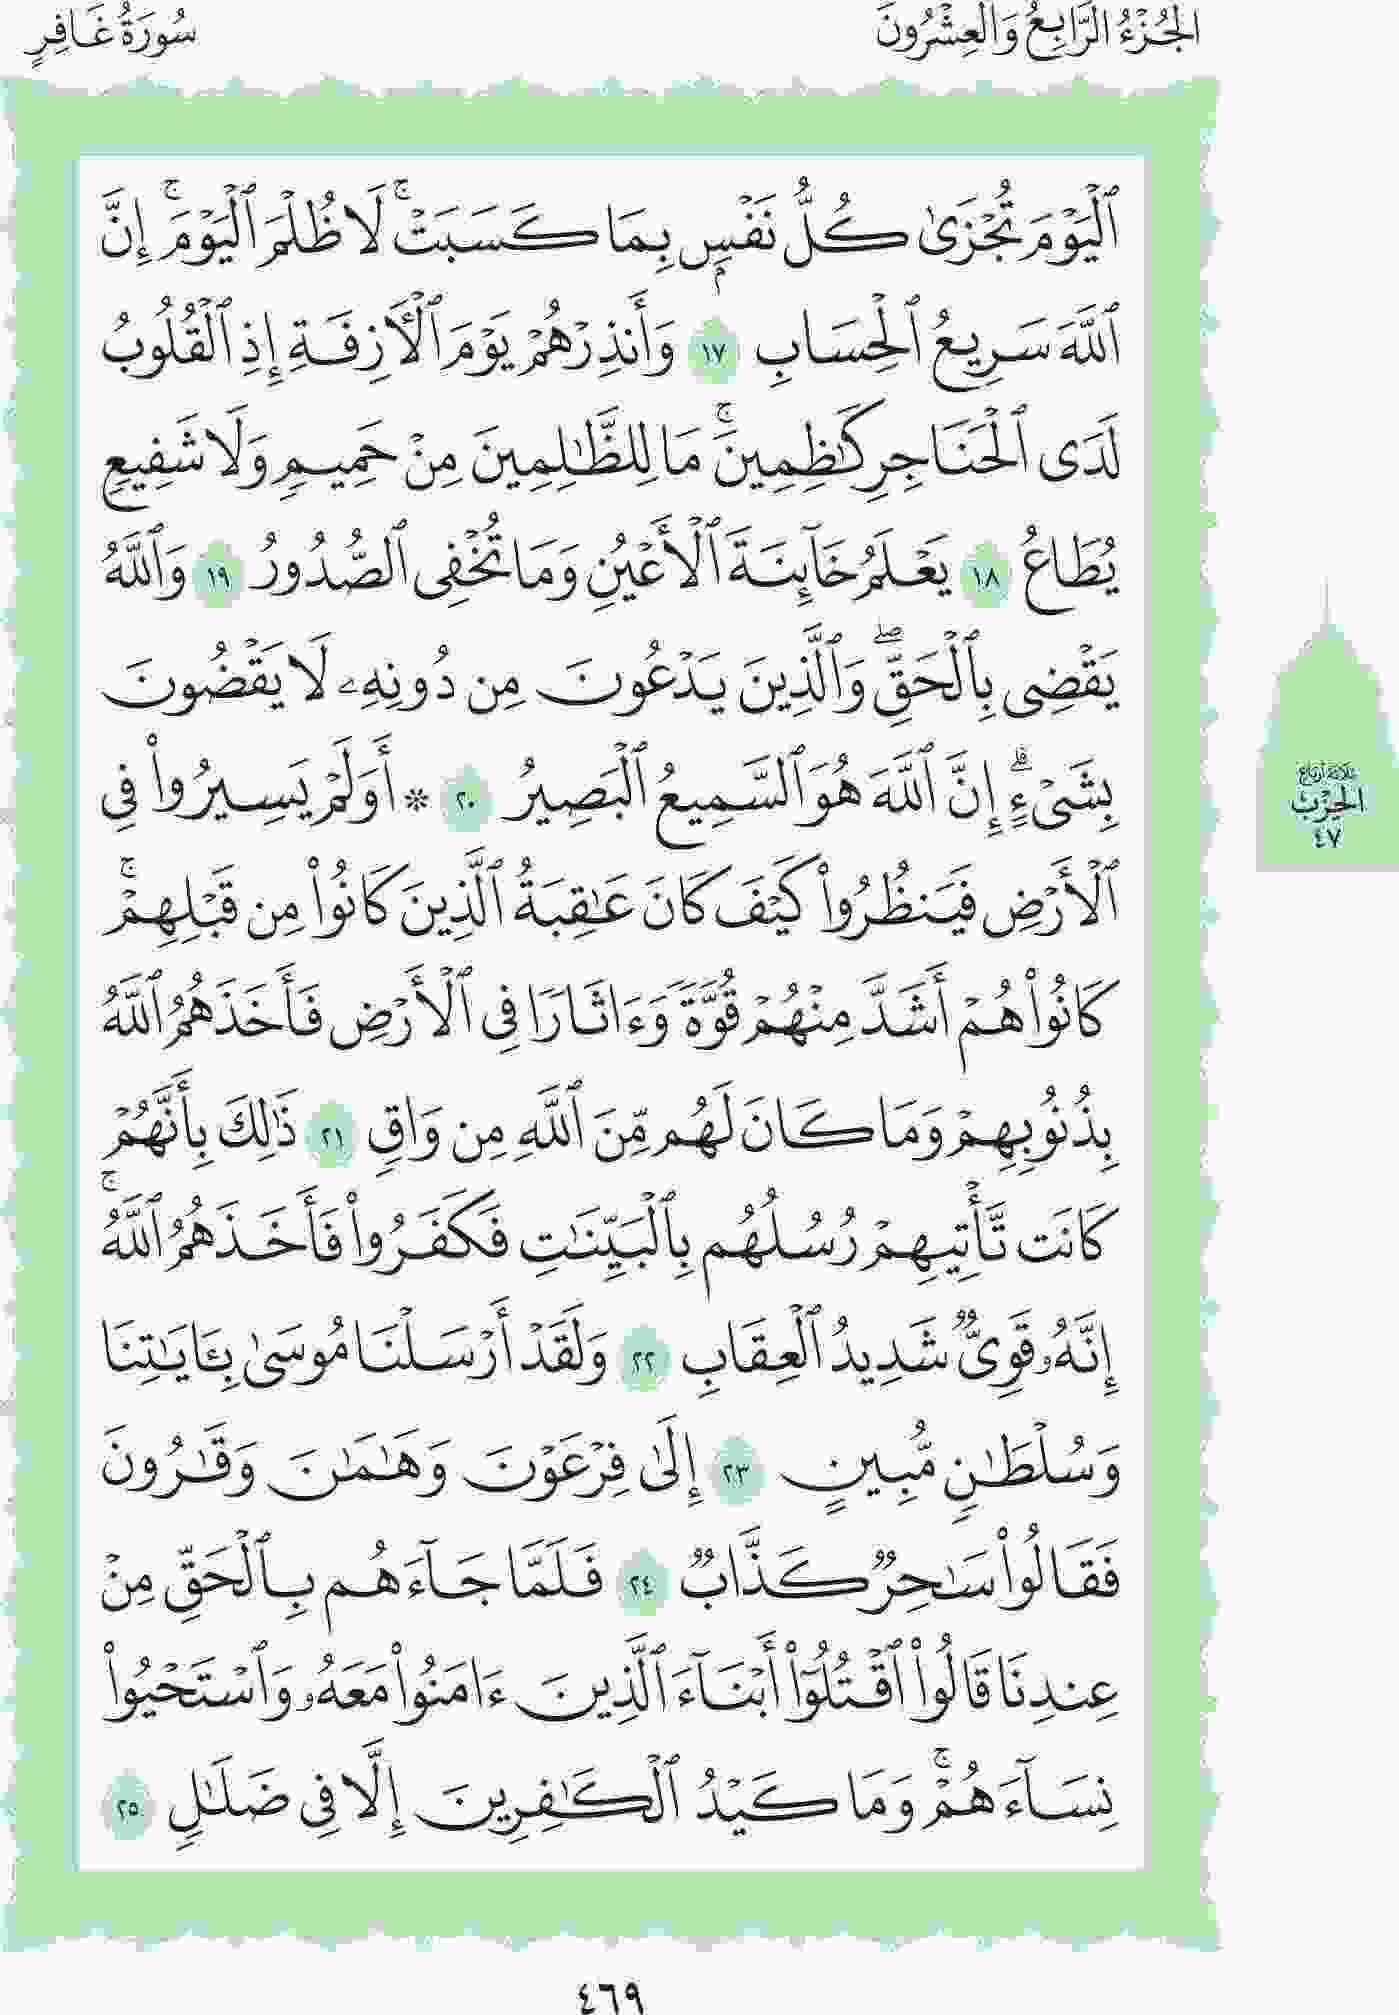 الجُزْءُ الرَّابِعُ وَالعِشْرُونَ
سُورَةُ غَافِرٍ
ٱلۡيَوۡمَ تُجۡزَىٰ كُلُّ نَفۡسِۭ بِمَا كَسَبَتۡۚ لَا ظُلۡمَ ٱلۡيَوۡمَۚ إِنَّ
ٱللَّهَ سَرِيعُ ٱلۡحِسَابِ ١٧ وَأَنذِرۡهُمۡ يَوۡمَ ٱلۡأٓزِفَةِ إِذِ ٱلۡقُلُوبُ
لَدَى ٱلۡحَنَاجِرِ كَٰظِمِينَۚ مَا لِلظَّٰلِمِينَ مِنۡ حَمِيمٖ وَلَا شَفِيعٖ
يُطَاعُ ١٨ يَعۡلَمُ خَآئِنَةَ ٱلۡأَعۡيُنِ وَمَا تُخۡفِي ٱلصُّدُورُ ١٩ وَٱللَّهُ
يَقۡضِي بِٱلۡحَقِّۖ وَٱلَّذِينَ يَدۡعُونَ مِن دُونِهِۦ لَا يَقۡضُونَ
بِشَيۡءٍۗ إِنَّ ٱللَّهَ هُوَ ٱلسَّمِيعُ ٱلۡبَصِيرُ ٢٠ * أَوَلَمۡ يَسِيرُواْ فِي
ٱلۡأَرۡضِ فَيَنظُرُواْ كَيۡفَ كَانَ عَٰقِبَةُ ٱلَّذِينَ كَانُواْ مِن قَبۡلِهِمۡۚ
كَانُواْ هُمۡ أَشَدَّ مِنۡهُمۡ قُوَّةٗ وَءَاثَارٗا فِي ٱلۡأَرۡضِ فَأَخَذَهُمُ ٱللَّهُ
بِذُنُوبِهِمۡ وَمَا كَانَ لَهُم مِّنَ ٱللَّهِ مِن وَاقٖ ٢١ ذَٰلِكَ بِأَنَّهُمۡ
كَانَت تَّأۡتِيهِمۡ رُسُلُهُم بِٱلۡبَيِّنَٰتِ فَكَفَرُواْ فَأَخَذَهُمُ ٱللَّهُۚ
إِنَّهُۥ قَوِيّٞ شَدِيدُ ٱلۡعِقَابِ ٢٢ وَلَقَدۡ أَرۡسَلۡنَا مُوسَىٰ بِـَٔايَٰتِنَا
وَسُلۡطَٰنٖ مُّبِينٍ ٢٣ إِلَىٰ فِرۡعَوۡنَ وَهَٰمَٰنَ وَقَٰرُونَ
فَقَالُواْ سَٰحِرٞ كَذَّابٞ ٢٤ فَلَمَّا جَآءَهُم بِٱلۡحَقِّ مِنۡ
عِندِنَا قَالُواْ ٱقۡتُلُوٓاْ أَبۡنَآءَ ٱلَّذِينَ ءَامَنُواْ مَعَهُۥ وَٱسۡتَحۡيُواْ
نِسَآءَهُمۡۚ وَمَا كَيۡدُ ٱلۡكَٰفِرِينَ إِلَّا فِي ضَلَٰلٖ ٢٥
ثَلَاثَةُ أَرْبَاعِ
الحِزْبِ
٤٧
٤٦٩